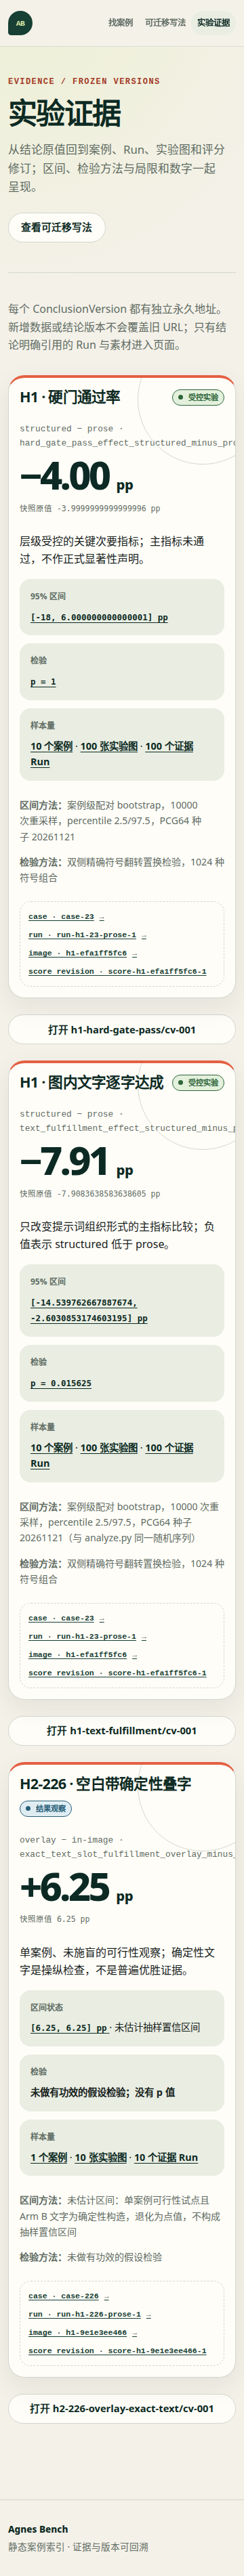 AB
找案例 可迁移写法 实验证据
EVIDENCE / FROZEN VERSIONS
实验证据
从结论原值回到案例、Run、实验图和评分
修订；区间、检验方法与局限和数字一起
呈现。
查看可迁移写法
每个 ConclusionVersion 都有独立永久地址。
新增数据或结论版本不会覆盖旧 URL；只有结
论明确引用的 Run 与素材进入页面。
H1 · 硬门通过率
受控实验
structured − prose ·
hard_gate_pass_effect_structured_minus_pro
−4.00 pp
快照原值 -3.9999999999999996 pp
层级受控的关键次要指标；主指标未通
过，不作正式显著性声明。
95% 区间
[-18, 6.000000000000001] pp
检验
p = 1
样本量
10 个案例 · 100 张实验图 · 100 个证据
Run
区间方法：案例级配对 bootstrap，10000
次重采样，percentile 2.5/97.5，PCG64 种
子 20261121
检验方法：双侧精确符号翻转置换检验，1024 种
符号组合
case · case-23 →
run · run-h1-23-prose-1 →
image · h1-efa1ff5fc6 →
score revision · score-h1-efa1ff5fc6-1
打开 h1-hard-gate-pass/cv-001
H1 · 图内文字逐字达成
受控实验
structured − prose ·
text_fulfillment_effect_structured_minus_p
−7.91 pp
快照原值 -7.9083638583638605 pp
只改变提示词组织形式的主指标比较；负
值表示 structured 低于 prose。
95% 区间
[-14.539762667887674,
-2.6030853174603195] pp
检验
p = 0.015625
样本量
10 个案例 · 100 张实验图 · 100 个证据
Run
区间方法：案例级配对 bootstrap，10000 次重
采样，percentile 2.5/97.5，PCG64 种子
20261121（与 analyze.py 同一随机序列）
检验方法：双侧精确符号翻转置换检验，1024 种
符号组合
case · case-23 →
run · run-h1-23-prose-1 →
image · h1-efa1ff5fc6 →
score revision · score-h1-efa1ff5fc6-1
打开 h1-text-fulfillment/cv-001
H2-226 · 空白带确定性叠字
结果观察
overlay − in-image ·
exact_text_slot_fulfillment_overlay_minus_
+6.25 pp
快照原值 6.25 pp
单案例、未施盲的可行性观察；确定性文
字是操纵检查，不是普遍优胜证据。
区间状态
[6.25, 6.25] pp · 未估计抽样置信区间
检验
未做有功效的假设检验；没有 p 值
样本量
1 个案例 · 10 张实验图 · 10 个证据 Run
区间方法：未估计区间：单案例可行性试点且
Arm B 文字为确定性构造，退化为点值，不构成
抽样置信区间
检验方法：未做有功效的假设检验
case · case-226 →
run · run-h1-226-prose-1 →
image · h1-9e1e3ee466 →
score revision · score-h1-9e1e3ee466-1
打开 h2-226-overlay-exact-text/cv-001
Agnes Bench
静态案例索引 · 证据与版本可回溯